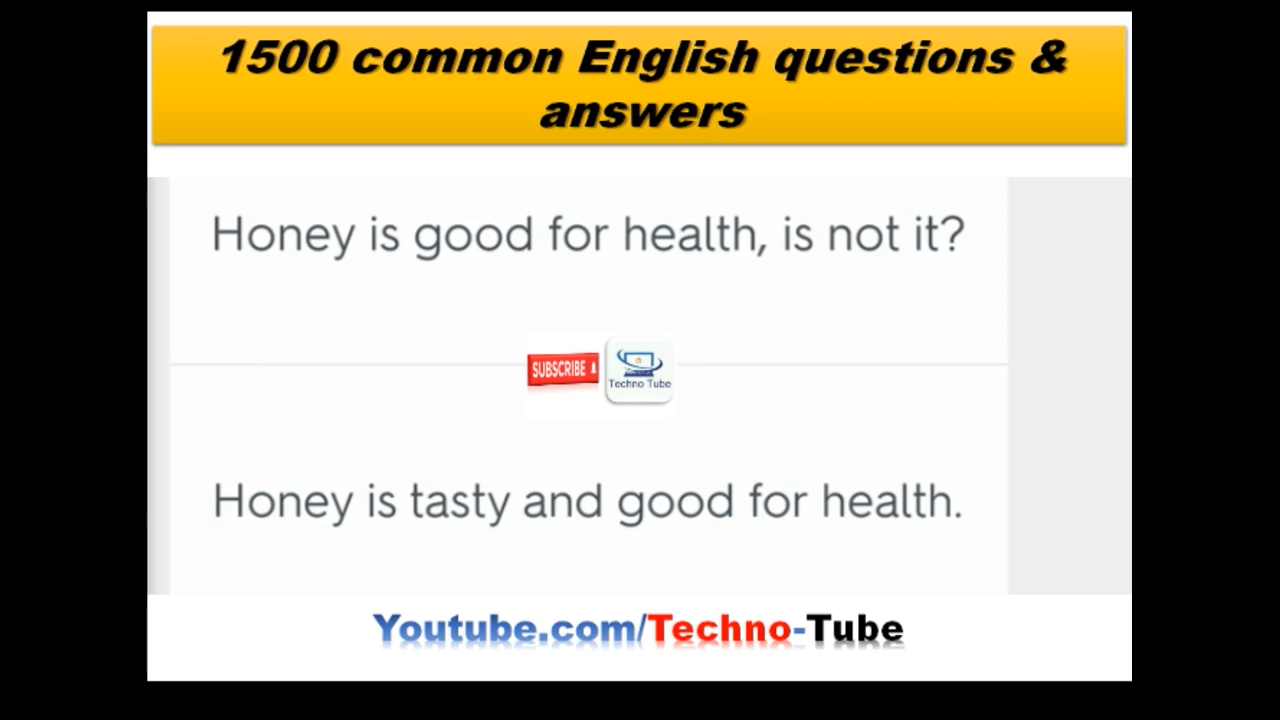 1500 common English questions &
answers
Honey is good for health, is not it?
SUBSCRIBE
Techno Tube
Honey is tasty and good for health.
Youtube.com/Techno-Tube